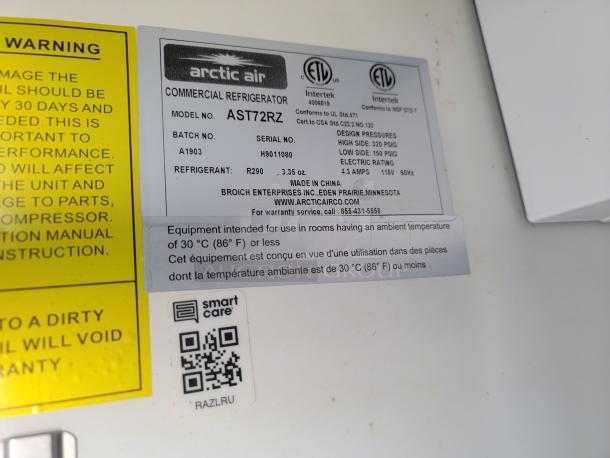 WARNING
MAGE THE
IL SHOULD BE
Y 30 DAYS AND
EDED.THIS IS
ORTANT TO
ERFORMANCE.
O WILL AFFECT
THE UNIT AND
GE TO PARTS,
OMPRESSOR.
TION MANUAL
NSTRUCTION.
TO A DIRTY
IL WILL VOID
RANTY
arctic air
COMMERCIAL REFRIGERATOR
MODEL NO. AST72RZ
C ETL US
Intertek
4006819
ETL
Intertek
Conforms to NSF STD 7
Conforms to UL Std.471
Cert.to CSA Std.C22.2 NO.120
BATCH NO. SERIAL NO.
A1903 H9011080
DESIGN PRESSURES
HIGH SIDE: 320 PSIG
LOW SIDE: 150 PSIG
ELECTRIC RATING
4.3 AMPS 115V 60Hz
REFRIGERANT: R290 3.35 oz.
MADE IN CHINA
BROICH ENTERPRISES INC.,EDEN PRAIRIE,MINNESOTA
WWW.ARCTICAIRCO.COM
For warranty service, call : 855-431-5558
Equipment intended for use in rooms having an ambient temperature
of 30 °C (86° F) or less
Cet équipement est conçu en vue d'une utilisation dans des pièces
dont la température ambiante est de 30 °C (86° F) ou moins
smart
care
RAZLRU